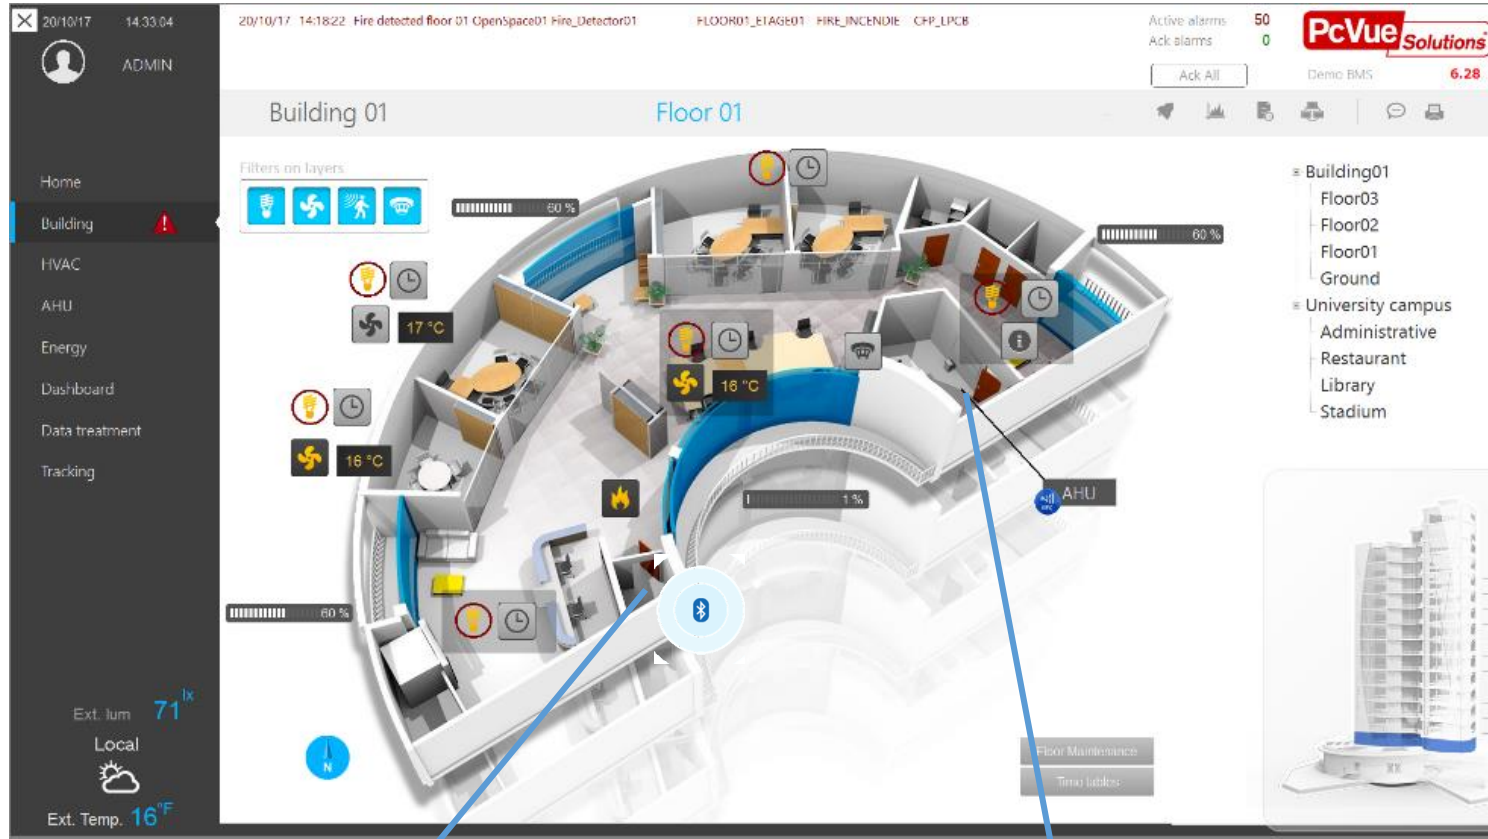 20/10/17 14:33:04
ADMIN
20/10/17 14:18:22 Fire detected floor 01 OpenSpace01 Fire_Detector01 FLOOR01_ETAGE01 FIRE_INCENDIE CFP_LPCB
Active alarms 50
Ack alarms 0
Ack All
PcVue Solutions
Demo BMS 6.28
Building 01 Floor 01
Home
Building
HVAC
AHU
Energy
Dashboard
Data treatment
Tracking
Filters on layers
60 %
60 %
17 °C
16 °C
16 °C
1 %
AHU
60 %
Building01
Floor03
Floor02
Floor01
Ground
University campus
Administrative
Restaurant
Library
Stadium
Floor Maintenance
Time tables
N
Ext. lum 71 lx
Local
Ext. Temp. 16°F